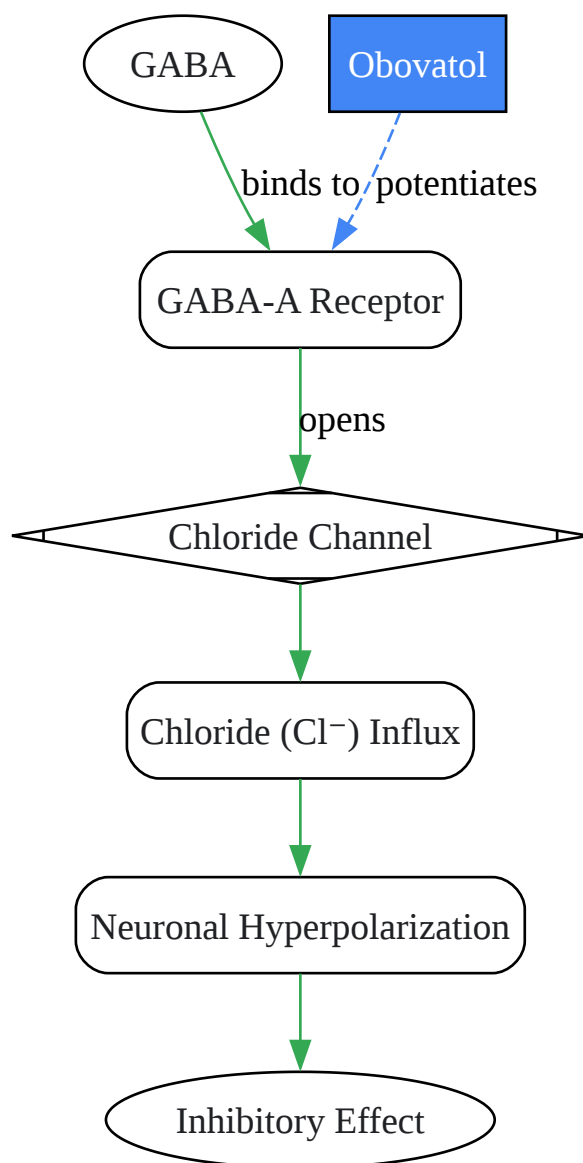 GABA
Obovatol
binds to
potentiates
GABA-A Receptor
opens
Chloride Channel
Chloride (Cl⁻) Influx
Neuronal Hyperpolarization
Inhibitory Effect